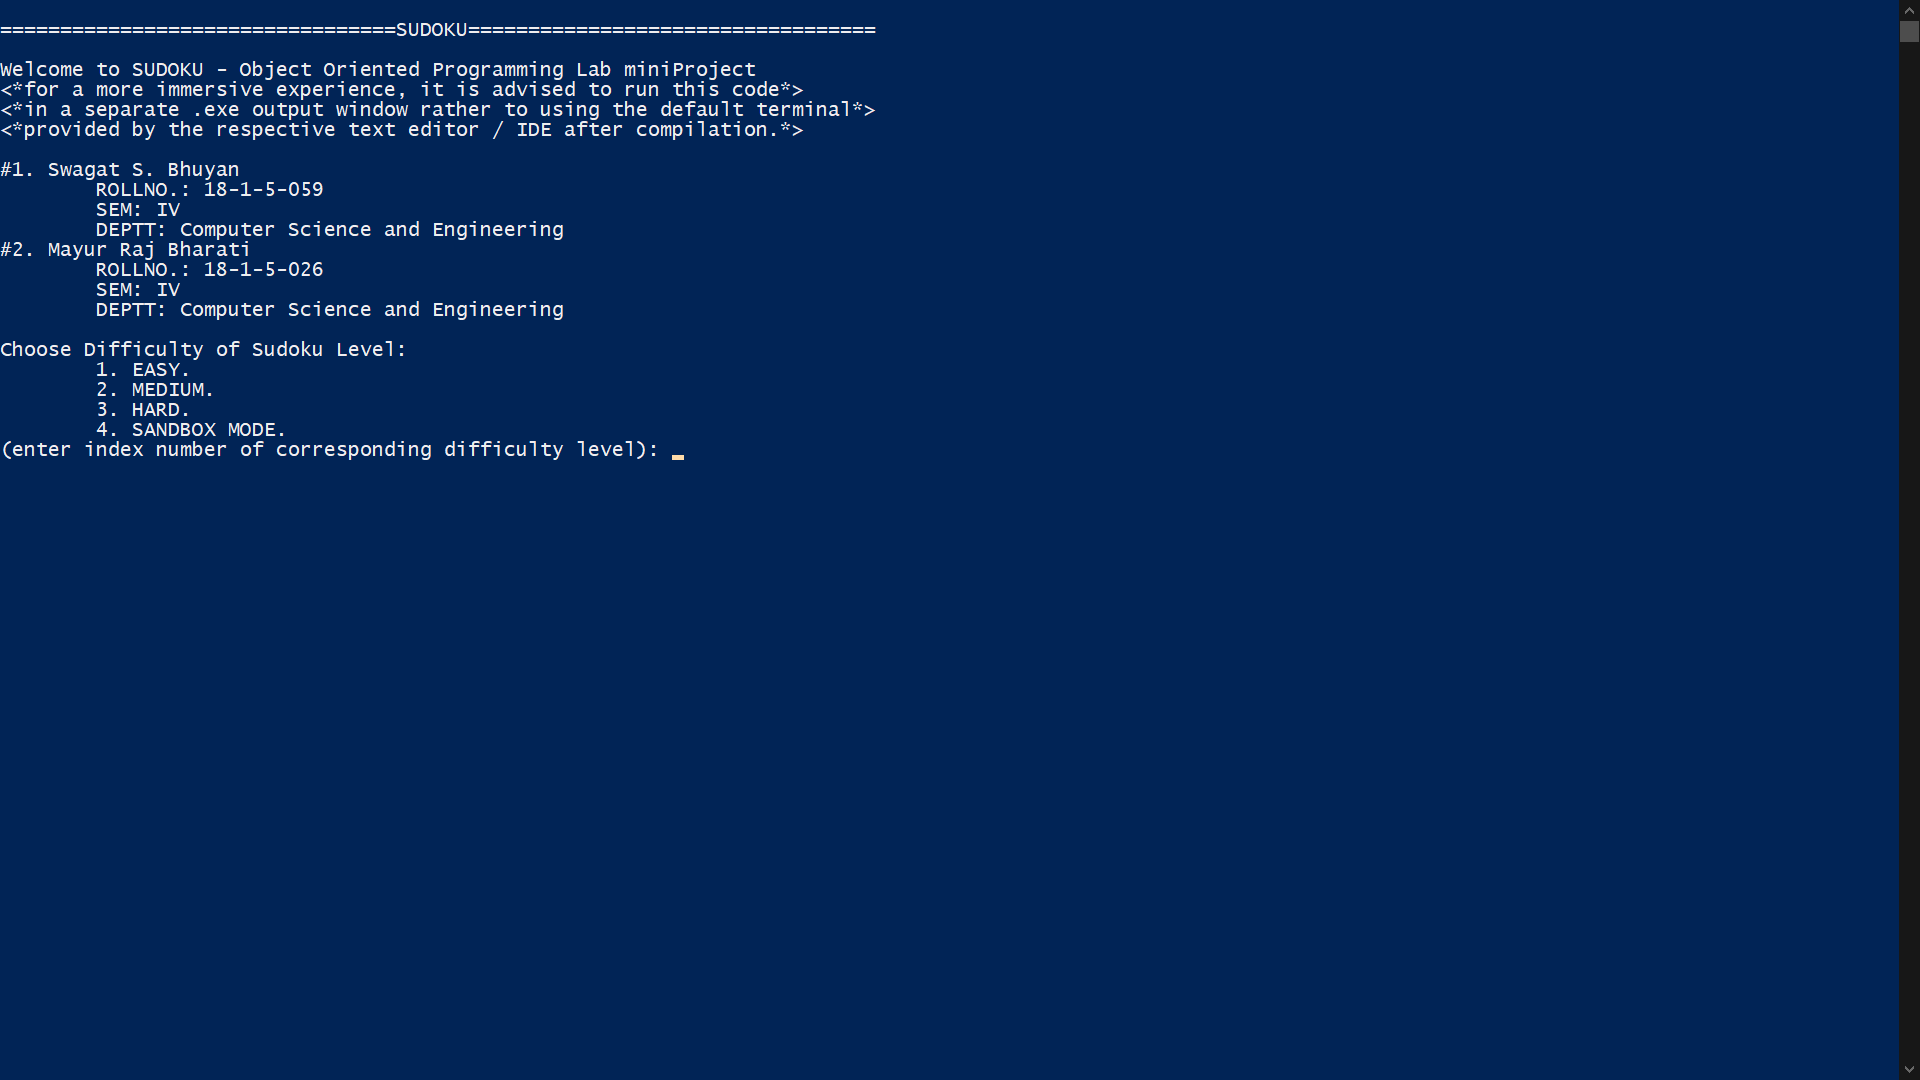 =================================SUDOKU==================================
Welcome to SUDOKU - Object Oriented Programming Lab miniProject
<*for a more immersive experience, it is advised to run this code*>
<*in a separate .exe output window rather to using the default terminal*>
<*provided by the respective text editor / IDE after compilation.*>
#1. Swagat S. Bhuyan
ROLLNO.: 18-1-5-059
SEM: IV
DEPTT: Computer Science and Engineering
#2. Mayur Raj Bharati
ROLLNO.: 18-1-5-026
SEM: IV
DEPTT: Computer Science and Engineering
Choose Difficulty of Sudoku Level:
1. EASY.
2. MEDIUM.
3. HARD.
4. SANDBOX MODE.
(enter index number of corresponding difficulty level): _